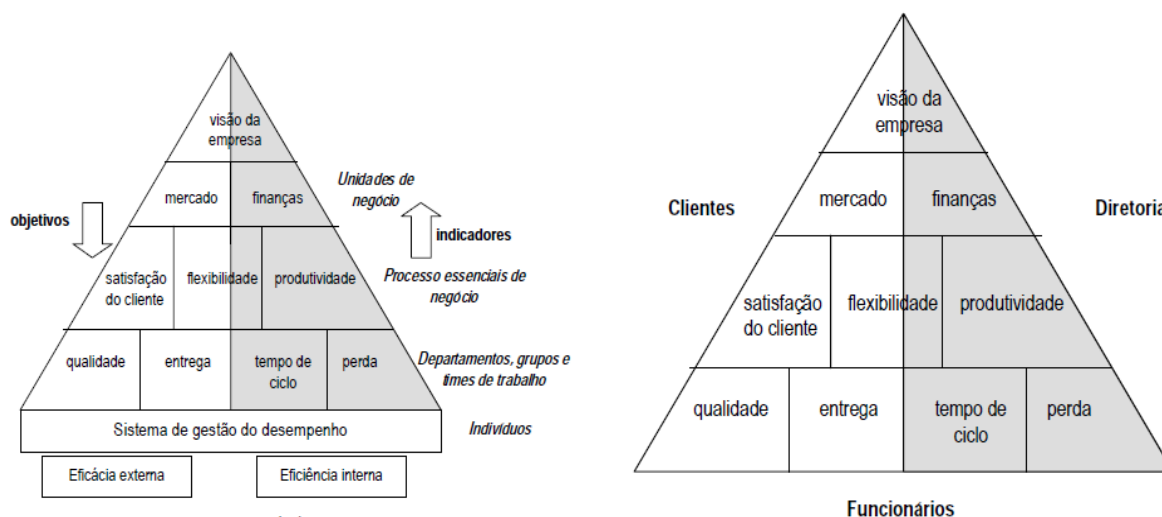 visão da
empresa
mercado
finanças
Unidades de
negócio
objetivos
indicadores
satisfação
do cliente
flexibilidade
produtividade
Processo essenciais de
negócio
qualidade
entrega
tempo de
ciclo
perda
Departamentos, grupos e
times de trabalho
Sistema de gestão do desempenho
Indivíduos
Eficácia externa
Eficiência interna
visão da
empresa
Clientes
mercado
finanças
Diretoria
satisfação
do cliente
flexibilidade
produtividade
qualidade
entrega
tempo de
ciclo
perda
Funcionários